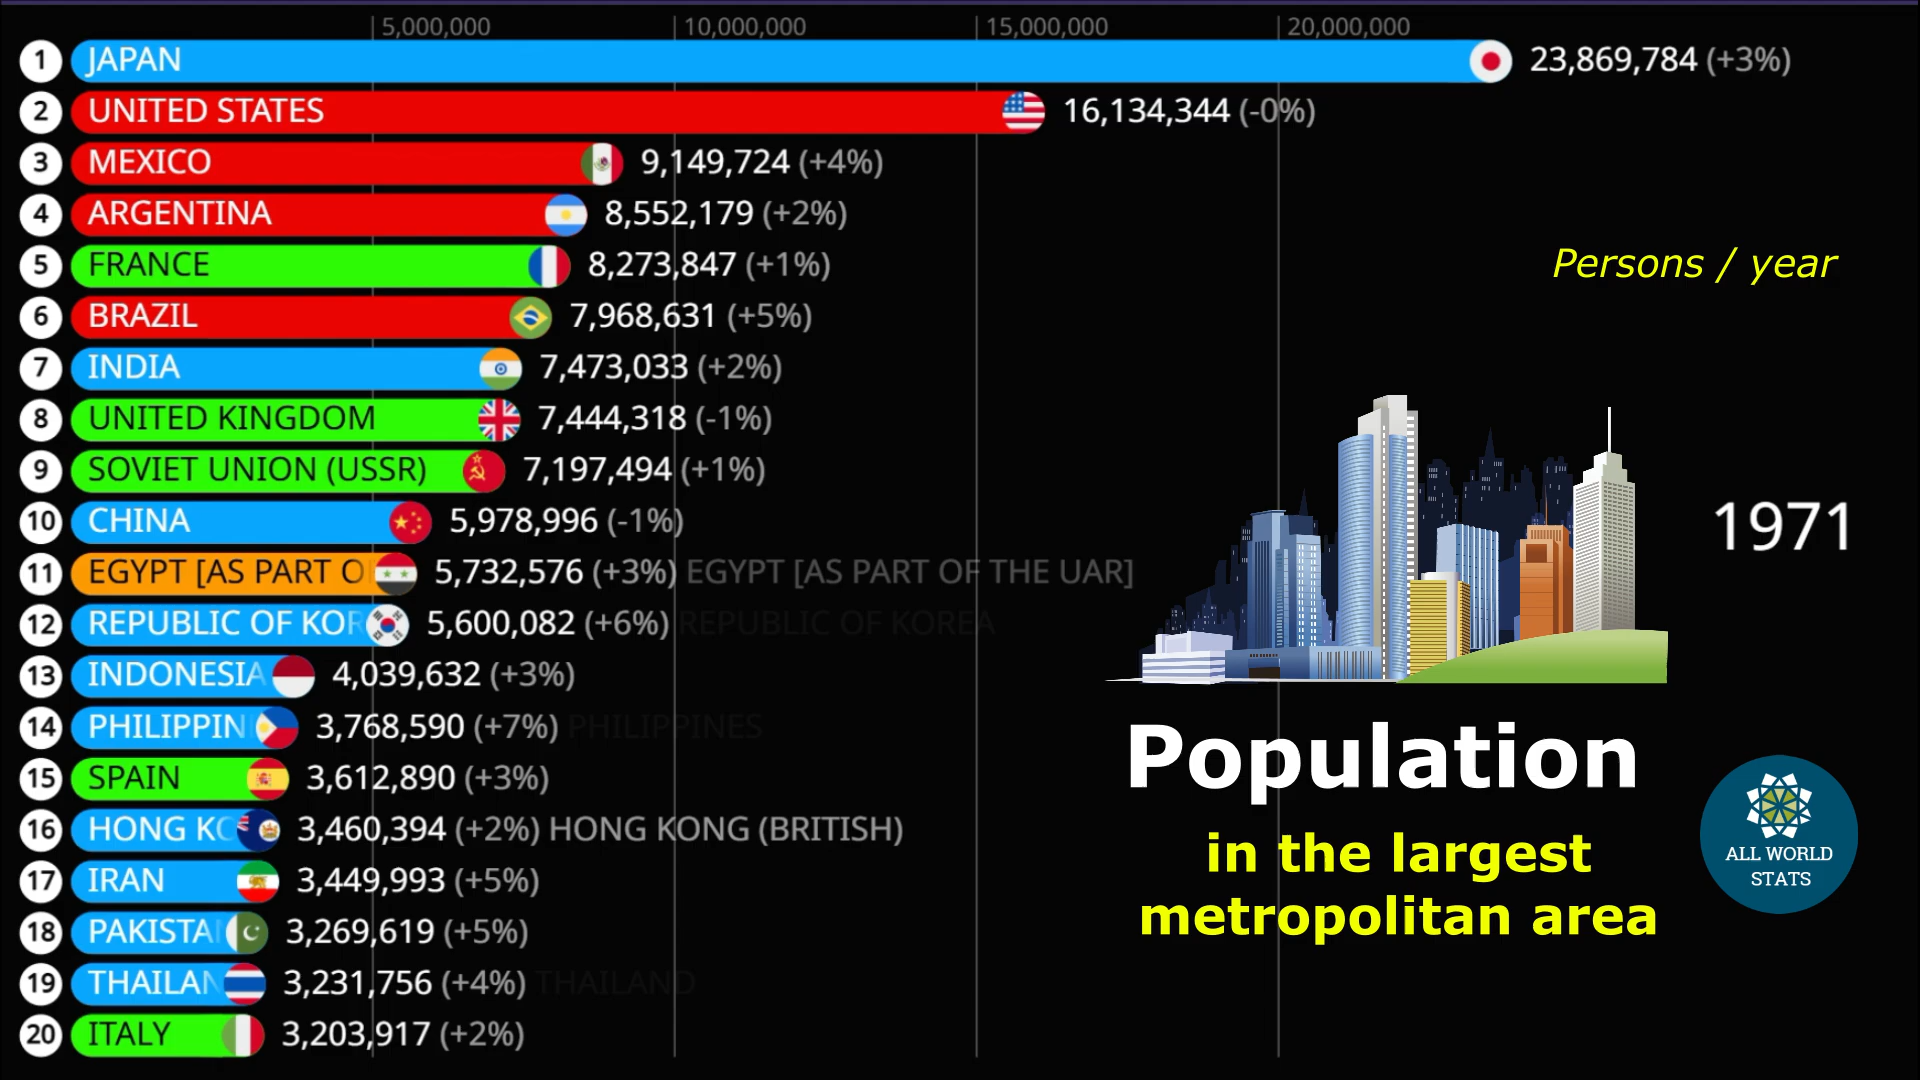 5,000,000 10,000,000 15,000,000 20,000,000
1 JAPAN 23,869,784 (+3%)
2 UNITED STATES 16,134,344 (-0%)
3 MEXICO 9,149,724 (+4%)
4 ARGENTINA 8,552,179 (+2%)
5 FRANCE 8,273,847 (+1%)
Persons / year
6 BRAZIL 7,968,631 (+5%)
7 INDIA 7,473,033 (+2%)
8 UNITED KINGDOM 7,444,318 (-1%)
9 SOVIET UNION (USSR) 7,197,494 (+1%)
10 CHINA 5,978,996 (-1%)
1971
11 EGYPT [AS PART O 5,732,576 (+3%) EGYPT [AS PART OF THE UAR]
12 REPUBLIC OF KOR 5,600,082 (+6%) REPUBLIC OF KOREA
13 INDONESIA 4,039,632 (+3%)
14 PHILIPPIN 3,768,590 (+7%) PHILIPPINES
15 SPAIN 3,612,890 (+3%)
16 HONG KO 3,460,394 (+2%) HONG KONG (BRITISH)
17 IRAN 3,449,993 (+5%)
18 PAKISTA 3,269,619 (+5%)
19 THAILAN 3,231,756 (+4%) THAILAND
20 ITALY 3,203,917 (+2%)
Population
in the largest
metropolitan area
ALL WORLD
STATS